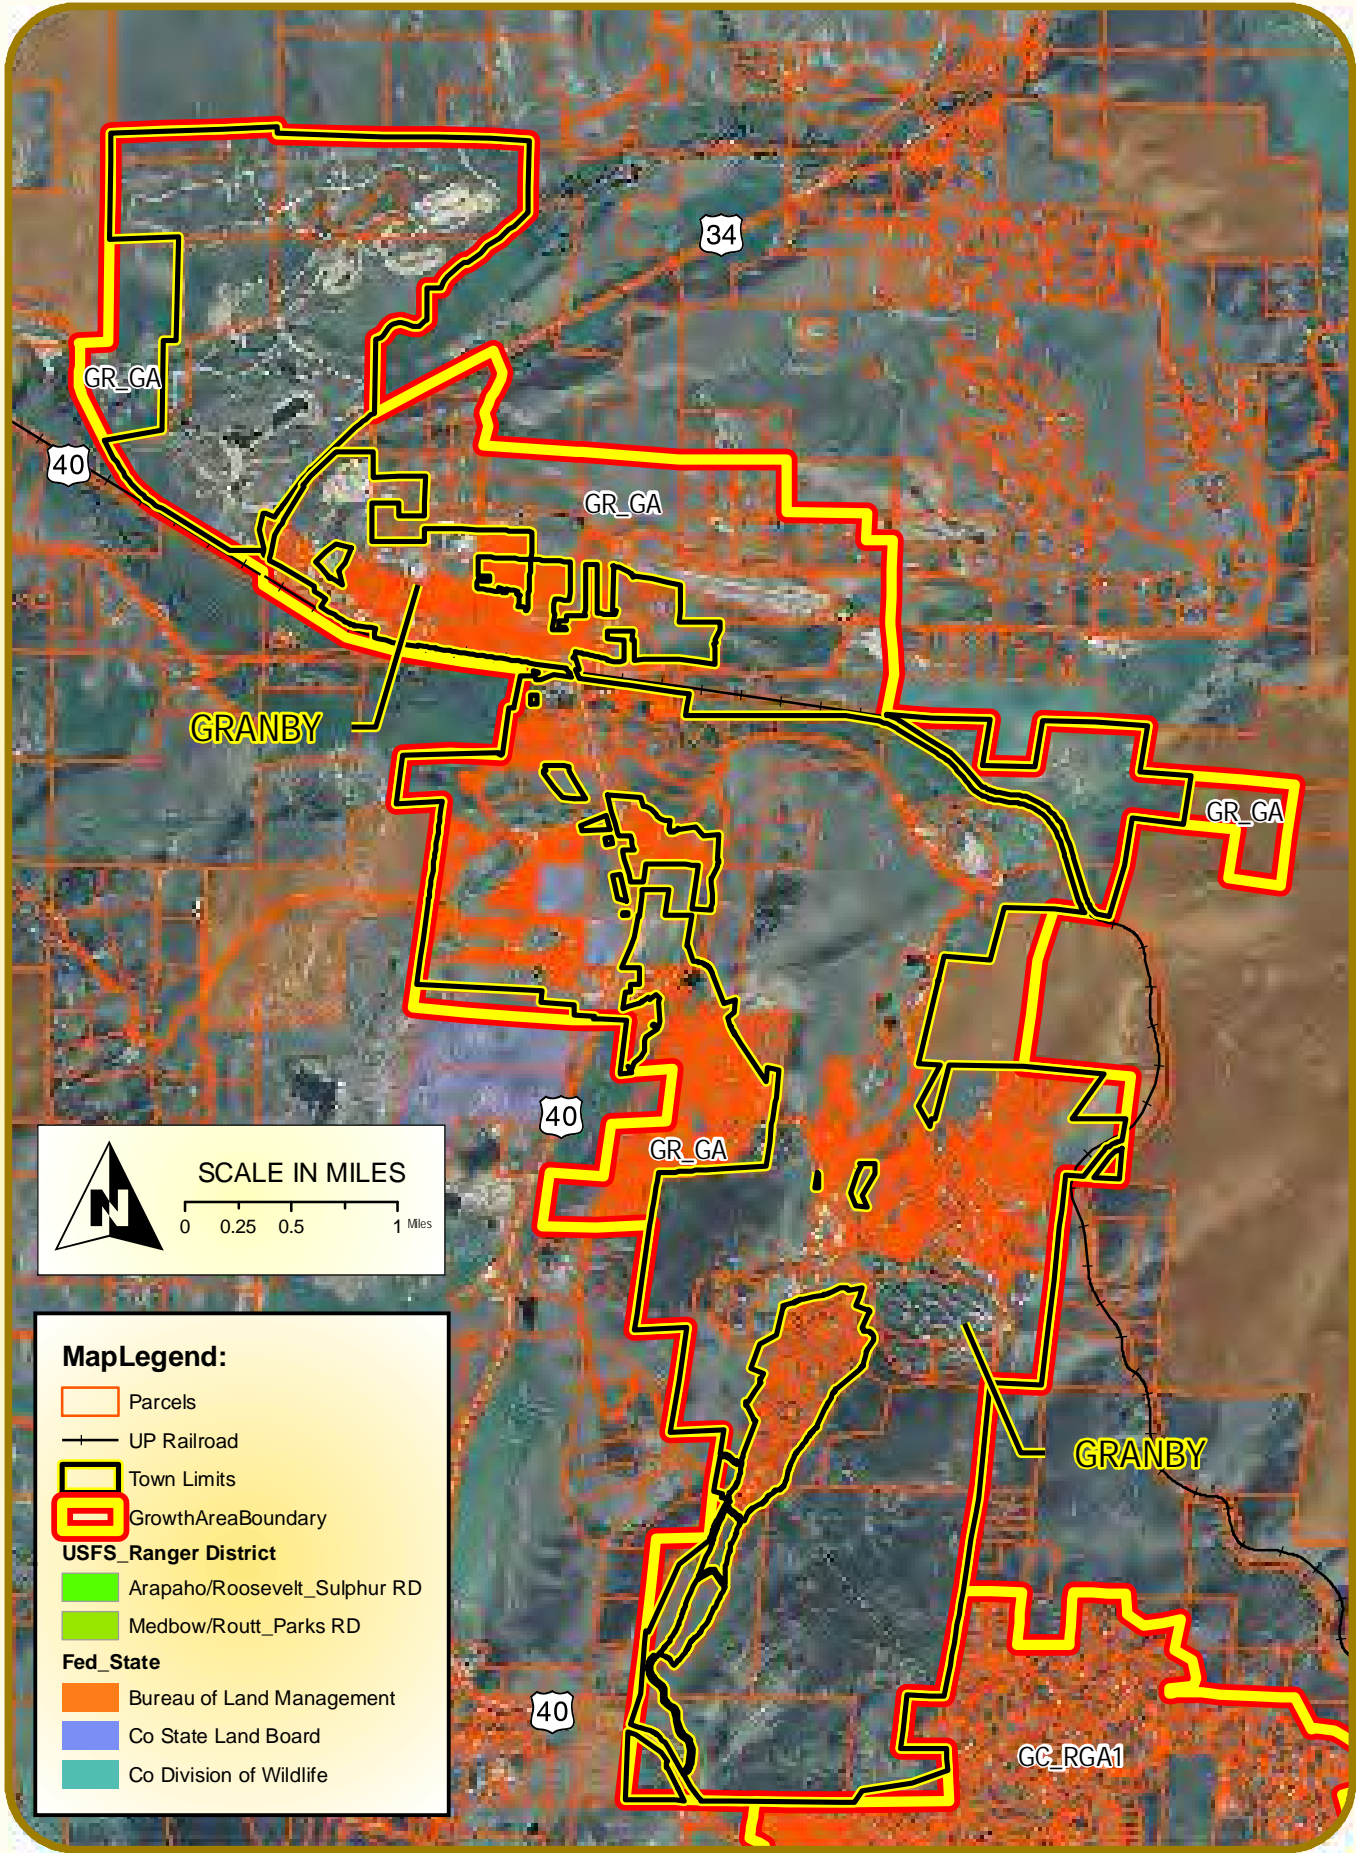 34
GR_GA
40
GR_GA
GRANBY
GR_GA
40
GR_GA
N
SCALE IN MILES
0 0.25 0.5 1 Miles
MapLegend:
Parcels
UP Railroad
Town Limits
GrowthAreaBoundary
USFS_Ranger District
Arapaho/Roosevelt_Sulphur RD
Medbow/Routt_Parks RD
Fed_State
Bureau of Land Management
Co State Land Board
Co Division of Wildlife
GRANBY
40
GC_RGA1